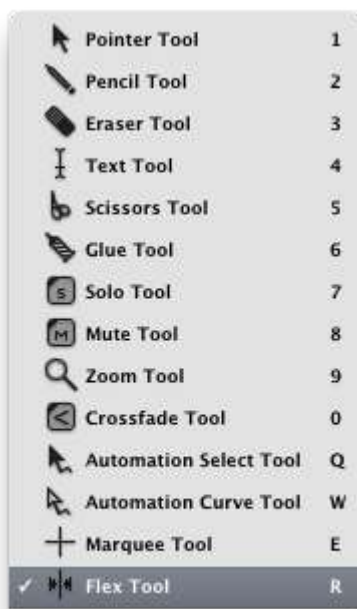 Pointer Tool 1
Pencil Tool 2
Eraser Tool 3
Text Tool 4
Scissors Tool 5
Glue Tool 6
S Solo Tool 7
M Mute Tool 8
Zoom Tool 9
Crossfade Tool 0
Automation Select Tool Q
Automation Curve Tool W
Marquee Tool E
Flex Tool R